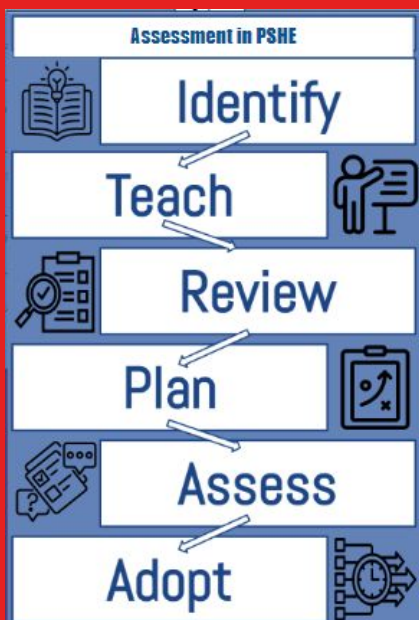 Assessment in PSHE
Identify
Teach
Review
Plan
Assess
Adopt